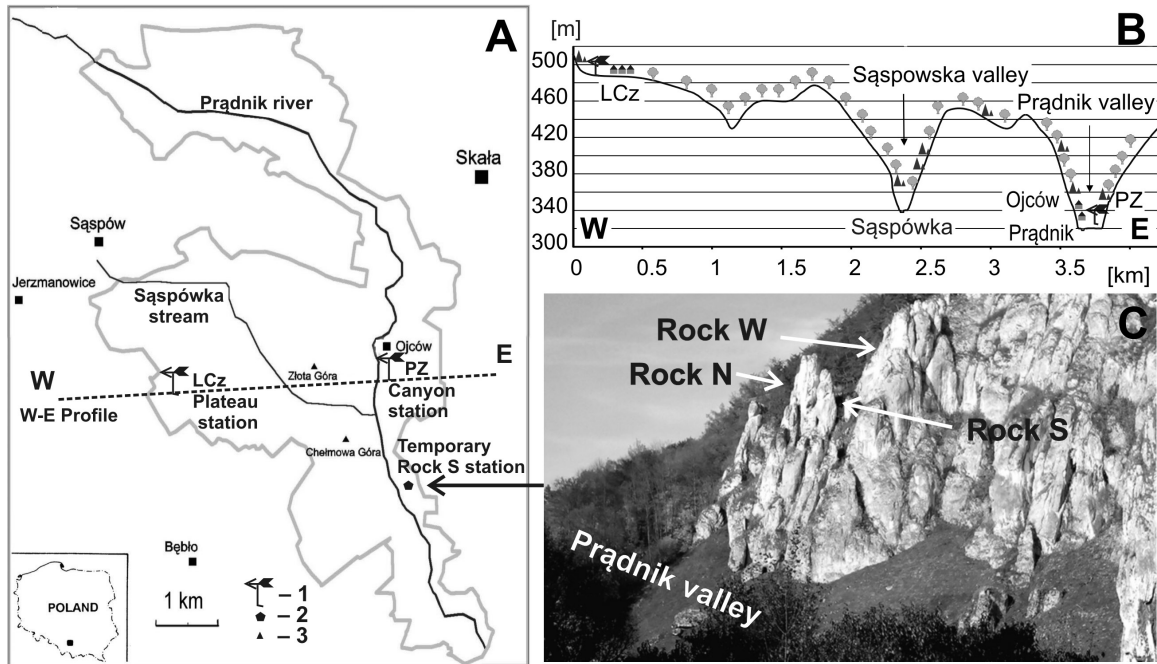 A
Prądnik river
Skała
Sąspów
Jerzmanowice
Sąspówka
stream
Ojców
E
PZ
W
LCz
Złota Góra
Canyon
station
W-E Profile
Plateau
station
Temporary
Rock S station
Chełmowa Góra
Bębło
POLAND
1 km
– 1
– 2
– 3
[m]
B
500
460
420
380
340
300
LCz
Sąspowska valley
Prądnik valley
Ojców
PZ
W
Sąspówka
Prądnik
E
0
0.5
1
1.5
2
2.5
3
3.5
[km]
C
Rock W
Rock N
Rock S
Prądnik valley